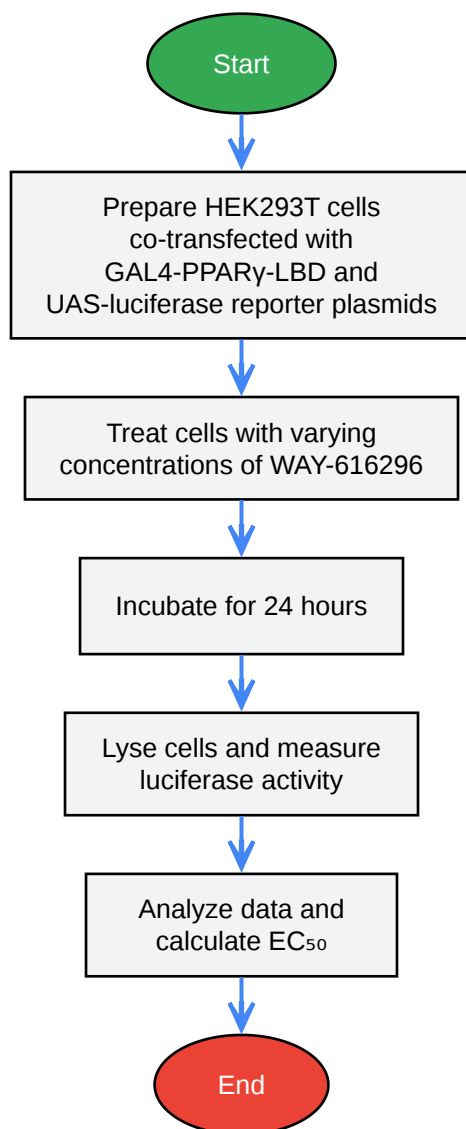 Start
Prepare HEK293T cells
co-transfected with
GAL4-PPARγ-LBD and
UAS-luciferase reporter plasmids
Treat cells with varying
concentrations of WAY-616296
Incubate for 24 hours
Lyse cells and measure
luciferase activity
Analyze data and
calculate EC₅₀
End